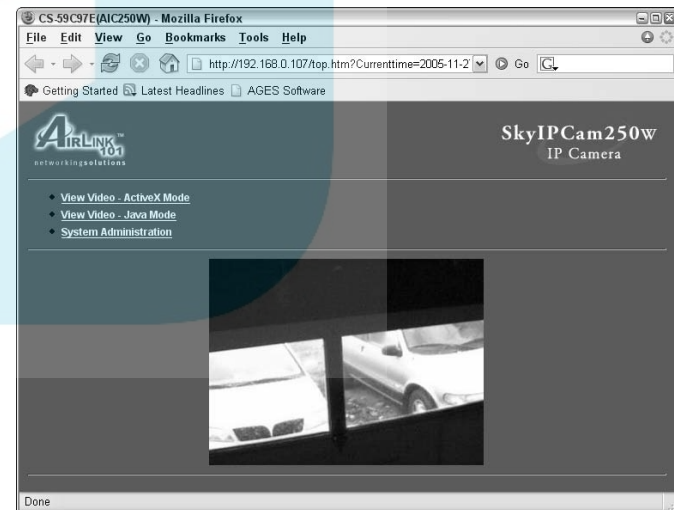 CS-59C97E(AIC250W) - Mozilla Firefox
File Edit View Go Bookmarks Tools Help
http://192.168.0.107/top.htm?Currenttime=2005-11-2 Go G
Getting Started Latest Headlines AGES Software
AIRLINK101™
networkingsolutions
SkyIPCam250W
IP Camera
View Video - ActiveX Mode
View Video - Java Mode
System Administration
Done